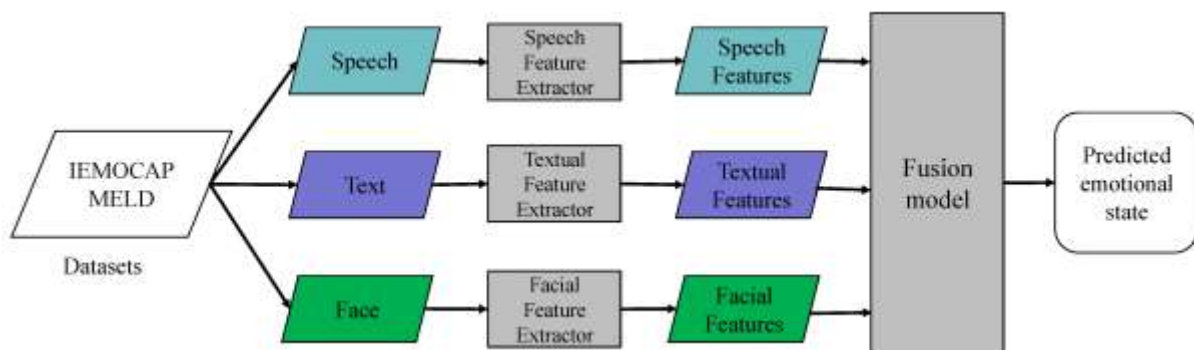 IEMOCAP
MELD
Datasets
Speech
Speech
Feature
Extractor
Speech
Features
Text
Textual
Feature
Extractor
Textual
Features
Face
Facial
Feature
Extractor
Facial
Features
Fusion
model
Predicted
emotional
state